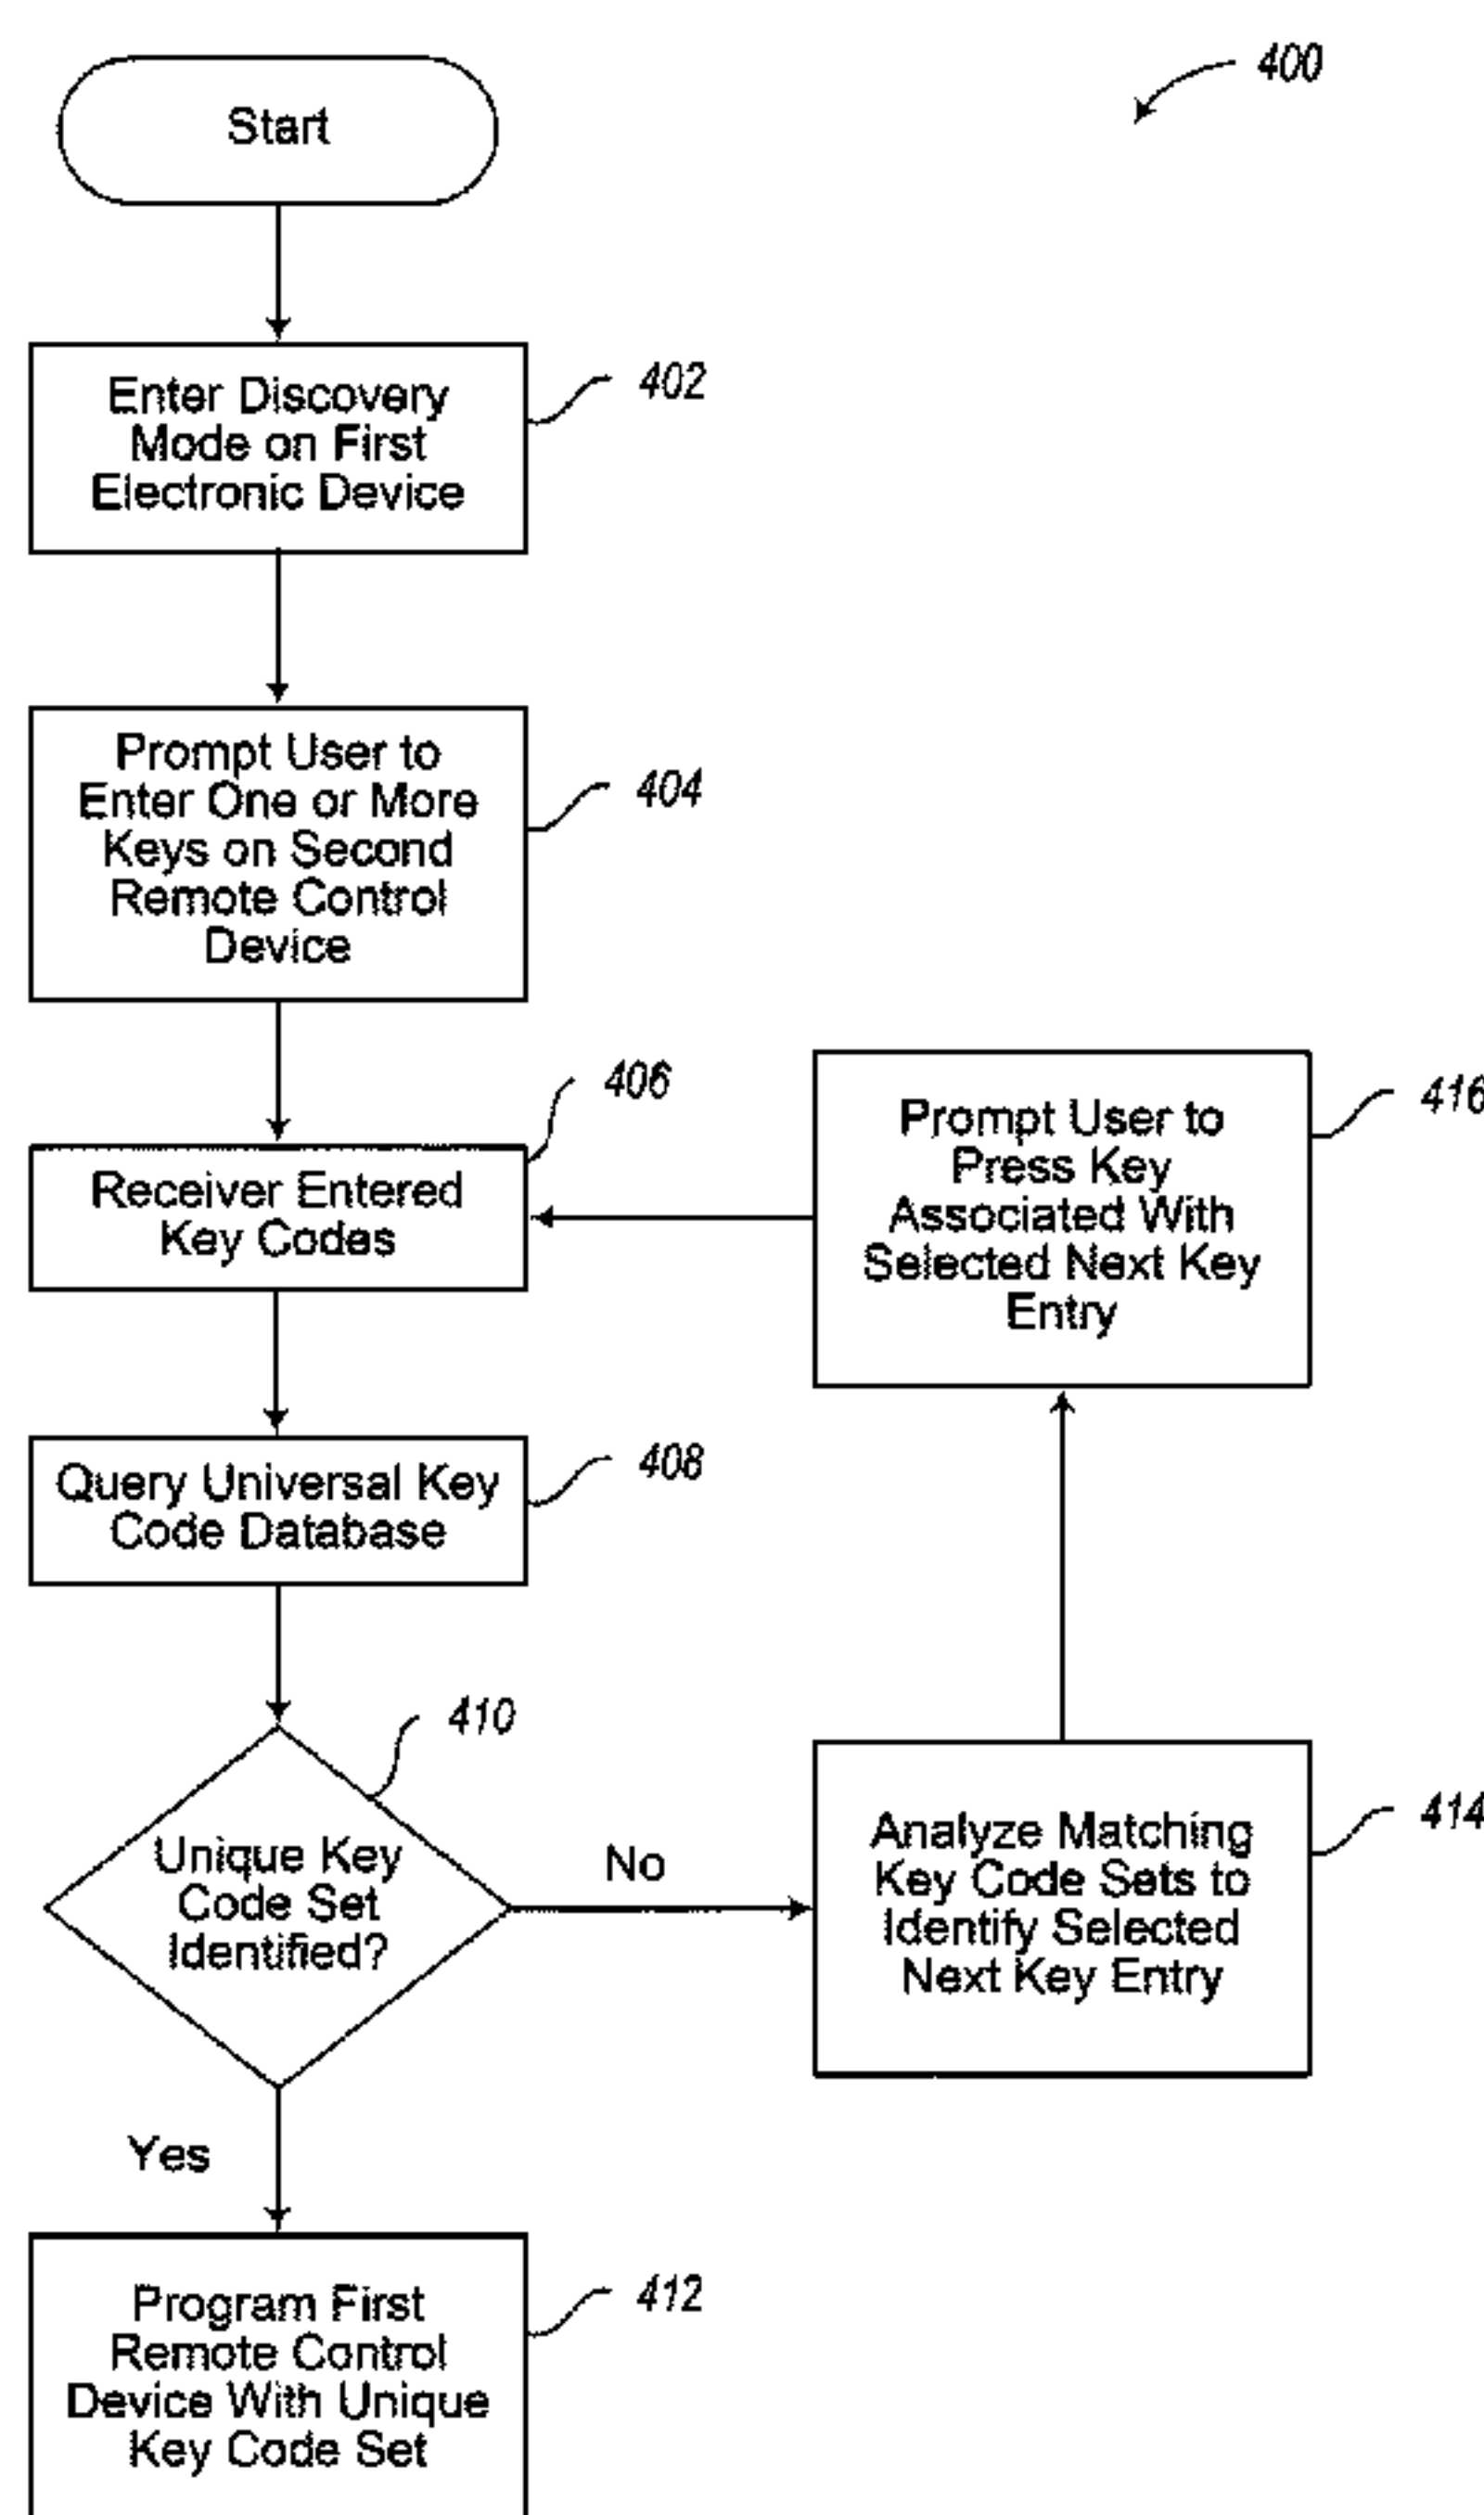 400
Start
Enter Discovery
Mode on First
Electronic Device
402
Prompt User to
Enter One or More
Keys on Second
Remote Control
Device
404
Receiver Entered
Key Codes
406
Prompt User to
Press Key
Associated With
Selected Next Key
Entry
416
Query Universal Key
Code Database
408
Unique Key
Code Set
Identified?
410
No
Analyze Matching
Key Code Sets to
Identify Selected
Next Key Entry
414
Yes
Program First
Remote Control
Device With Unique
Key Code Set
412